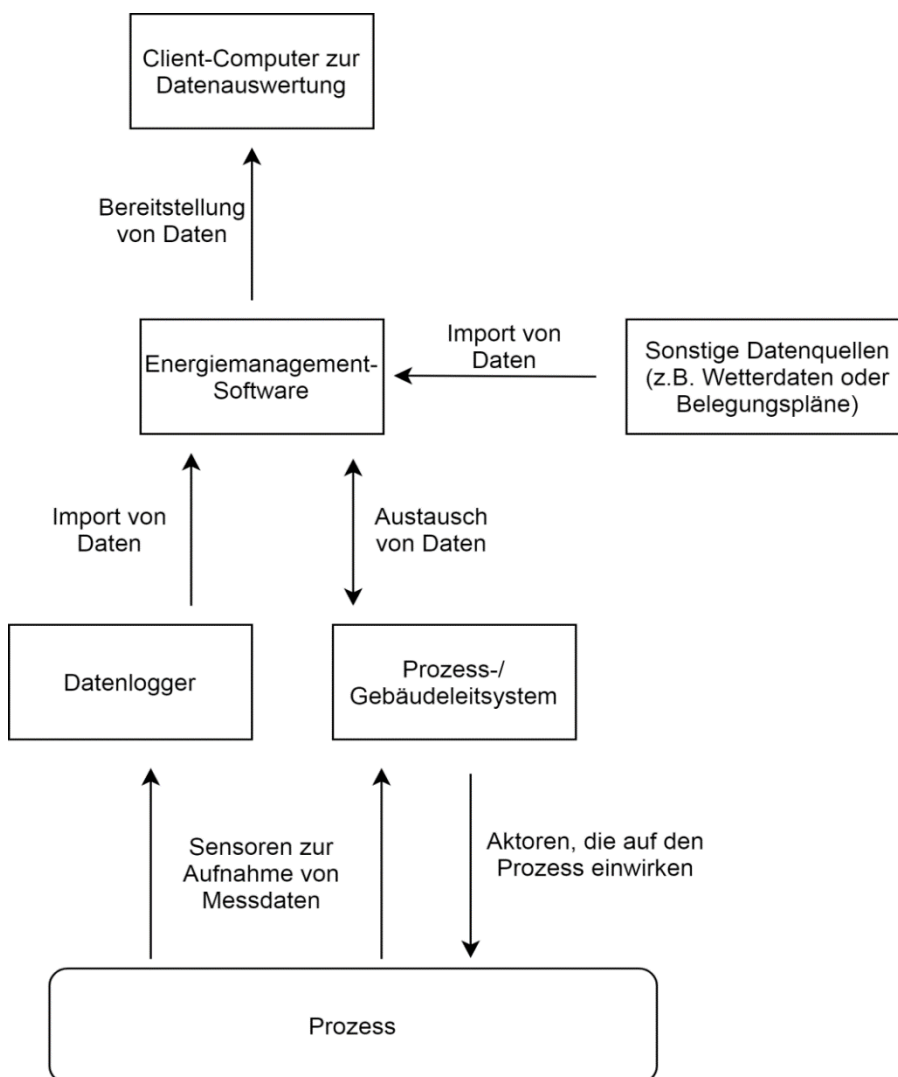 Client-Computer zur
Datenauswertung
Bereitstellung
von Daten
Energiemanagement-
Software
Import von
Daten
Sonstige Datenquellen
(z.B. Wetterdaten oder
Belegungspläne)
Import von
Daten
Austausch
von Daten
Datenlogger
Prozess-/
Gebäudeleitsystem
Sensoren zur
Aufnahme von
Messdaten
Aktoren, die auf den
Prozess einwirken
Prozess